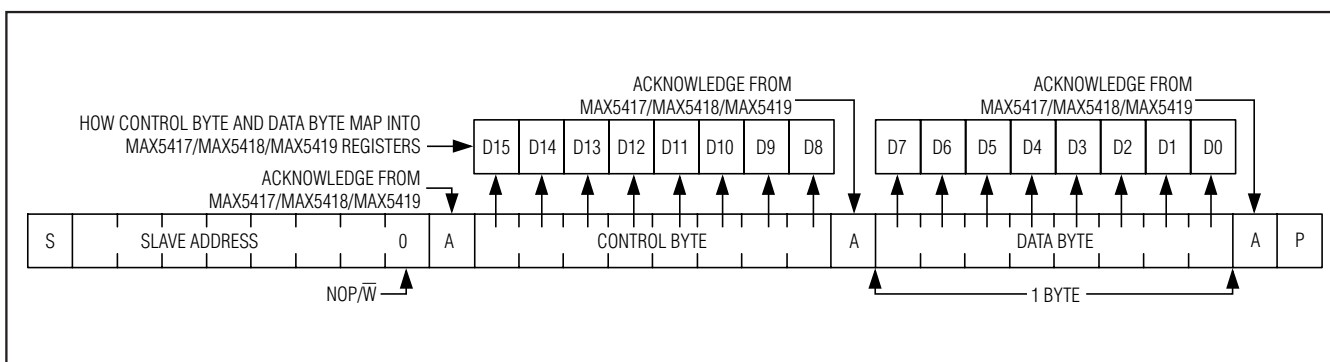 ACKNOWLEDGE FROM
MAX5417/MAX5418/MAX5419
ACKNOWLEDGE FROM
MAX5417/MAX5418/MAX5419
HOW CONTROL BYTE AND DATA BYTE MAP INTO
MAX5417/MAX5418/MAX5419 REGISTERS
D15 D14 D13 D12 D11 D10 D9 D8 D7 D6 D5 D4 D3 D2 D1 D0
ACKNOWLEDGE FROM
MAX5417/MAX5418/MAX5419
S SLAVE ADDRESS 0 A CONTROL BYTE A DATA BYTE A P
NOP/W̅ 1 BYTE